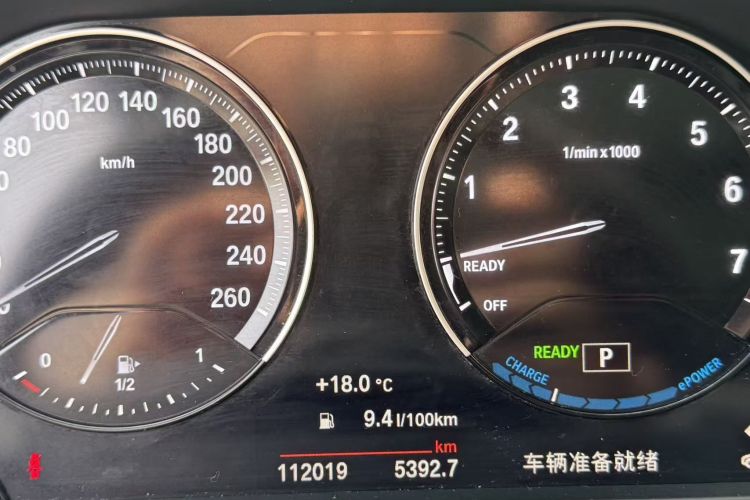 80 100 120 140 160 180 200 220 240 260
km/h
0 1/2 1
1 2 3 4 5 6 7
1/min x 1000
READY
OFF
READY P
CHARGE ePOWER
+18.0 °C
9.4 l/100km
km
112019 5392.7
车辆准备就绪